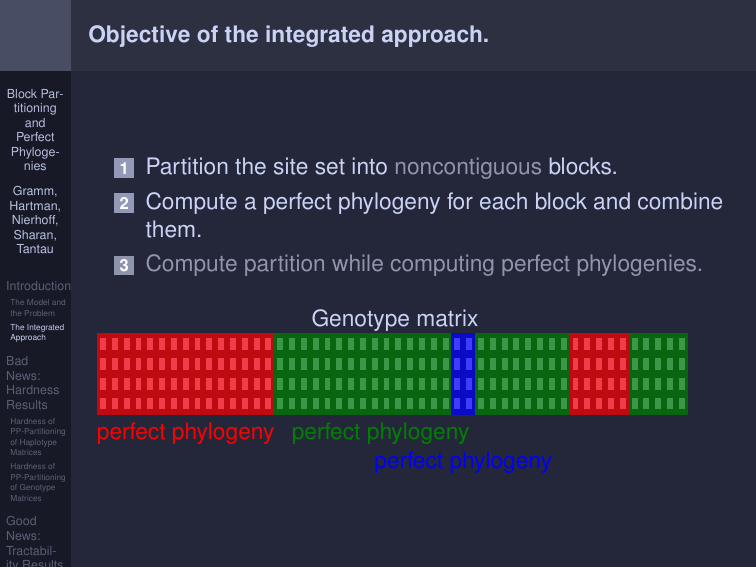 Objective of the integrated approach.
Block Par-
titioning
and
Perfect
Phyloge-
nies
Gramm,
Hartman,
Nierhoff,
Sharan,
Tantau
Introduction
The Model and
the Problem
The Integrated
Approach
Bad
News:
Hardness
Results
Hardness of
PP-Partitioning
of Haplotype
Matrices
Hardness of
PP-Partitioning
of Genotype
Matrices
Good
News:
Tractabil-
ity Results
1 Partition the site set into noncontiguous blocks.
2 Compute a perfect phylogeny for each block and combine
them.
3 Compute partition while computing perfect phylogenies.
Genotype matrix
perfect phylogeny perfect phylogeny
perfect phylogeny